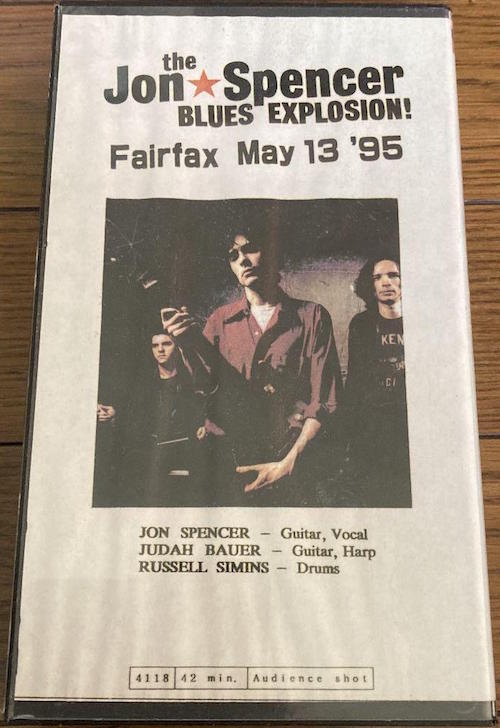 the
Jon★Spencer
BLUES EXPLOSION!
Fairfax May 13 '95
KEN
JON SPENCER – Guitar, Vocal
JUDAH BAUER – Guitar, Harp
RUSSELL SIMINS – Drums
4118 42 min. Audience shot